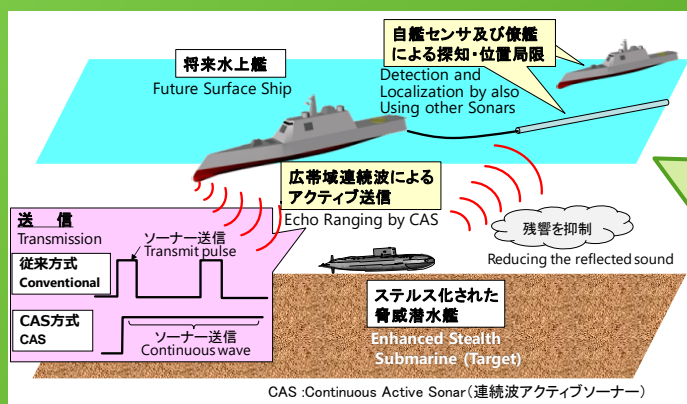 自艦センサ及び僚艦
による探知・位置局限
Detection and
Localization by also
Using other Sonars
将来水上艦
Future Surface Ship
広帯域連続波による
アクティブ送信
Echo Ranging by CAS
残響を抑制
Reducing the reflected sound
送 信
Transmission
ソーナー送信
Transmit pulse
従来方式
Conventional
CAS方式
CAS
ソーナー送信
Continuous wave
ステルス化された
脅威潜水艦
Enhanced Stealth
Submarine (Target)
CAS :Continuous Active Sonar(連続波アクティブソーナー)